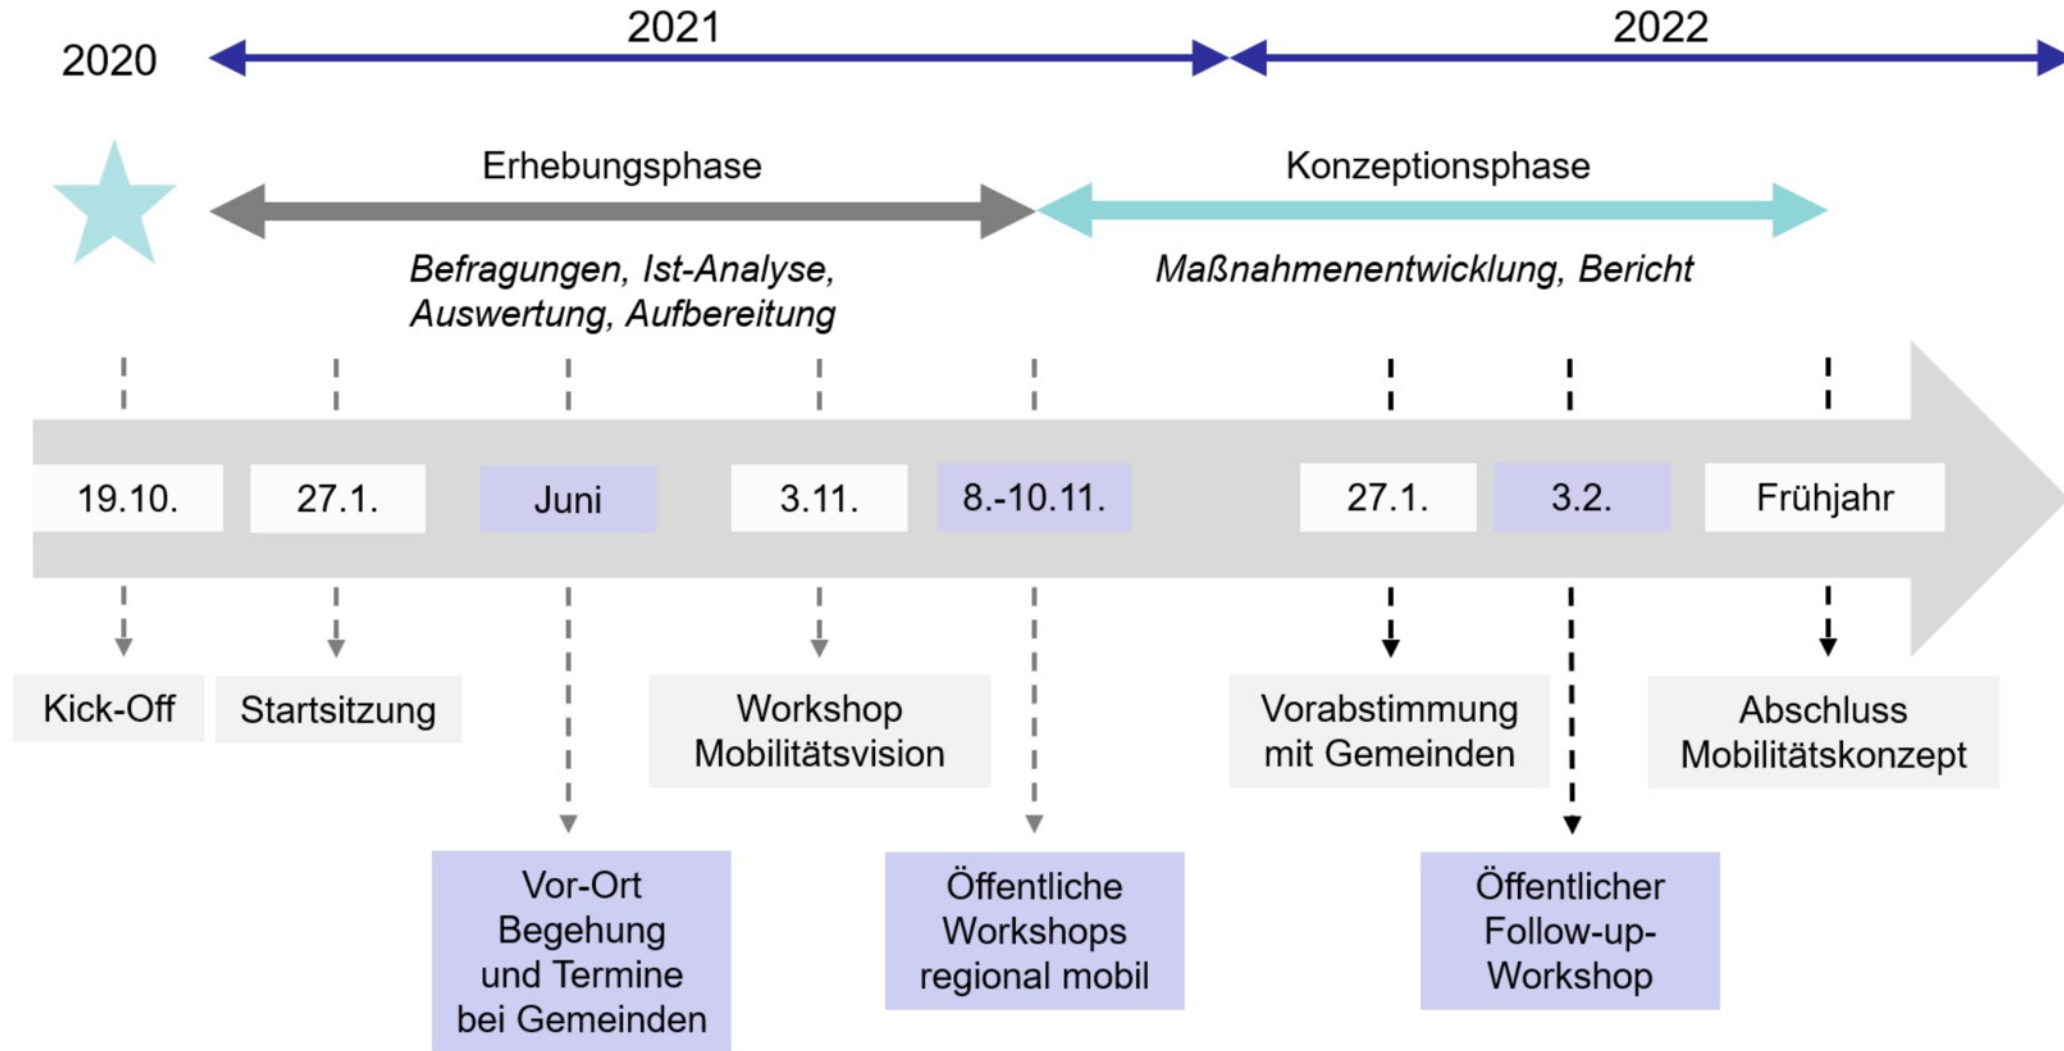 2020
2021
2022
Erhebungsphase
Konzeptionsphase
Befragungen, Ist-Analyse,
Auswertung, Aufbereitung
Maßnahmenentwicklung, Bericht
19.10.
27.1.
Juni
3.11.
8.-10.11.
27.1.
3.2.
Frühjahr
Kick-Off
Startsitzung
Workshop
Mobilitätsvision
Vorabstimmung
mit Gemeinden
Abschluss
Mobilitätskonzept
Vor-Ort
Begehung
und Termine
bei Gemeinden
Öffentliche
Workshops
regional mobil
Öffentlicher
Follow-up-
Workshop